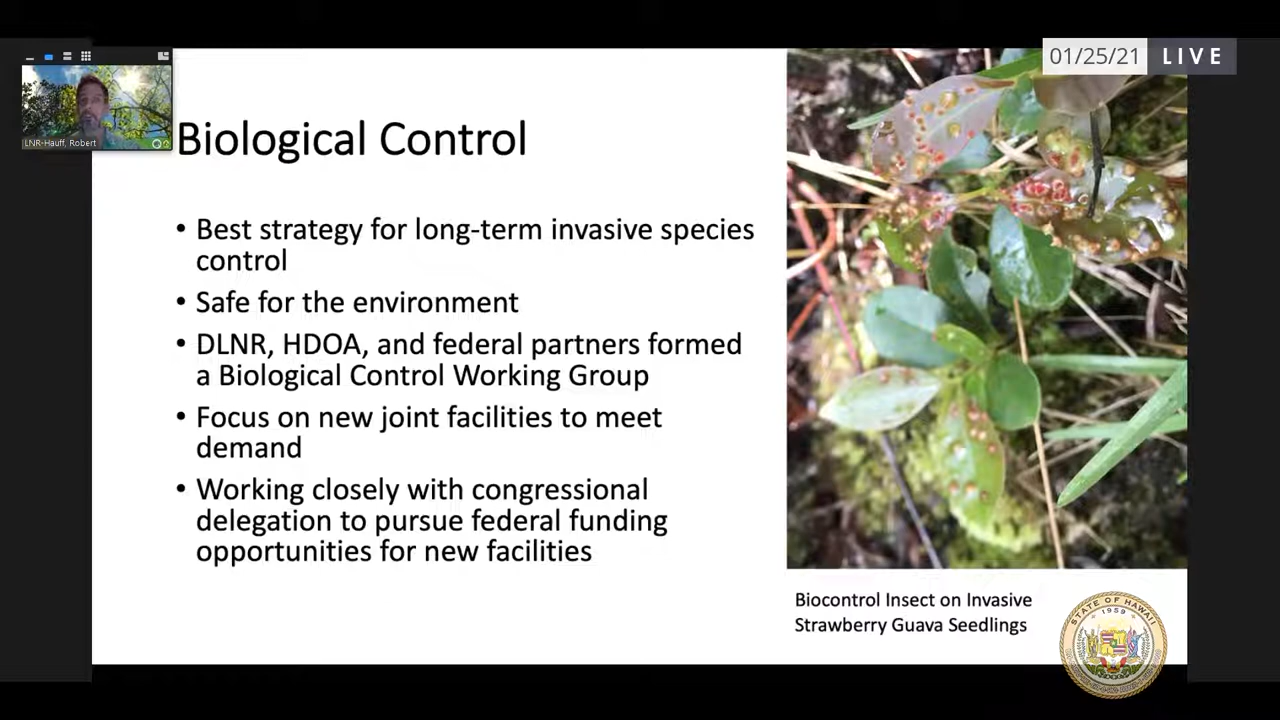 01/25/21 LIVE
LNR-Hauff, Robert
Biological Control
• Best strategy for long-term invasive species
control
• Safe for the environment
• DLNR, HDOA, and federal partners formed
a Biological Control Working Group
• Focus on new joint facilities to meet
demand
• Working closely with congressional
delegation to pursue federal funding
opportunities for new facilities
Biocontrol Insect on Invasive
Strawberry Guava Seedlings
STATE OF HAWAII
1959